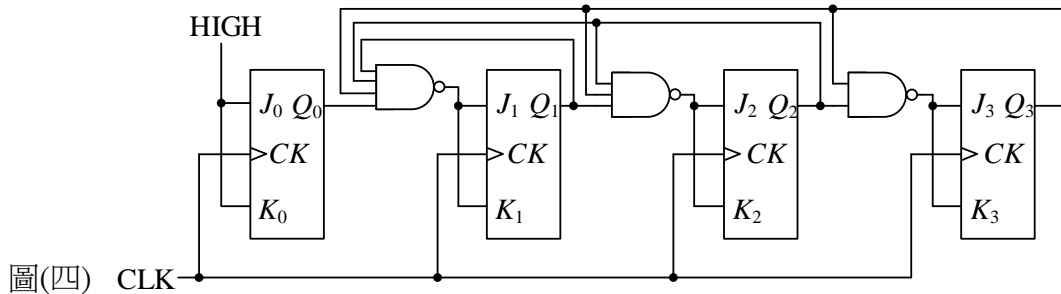 HIGH
J0 Q0
J1 Q1
J2 Q2
J3 Q3
CK
CK
CK
CK
K0
K1
K2
K3
圖(四) CLK